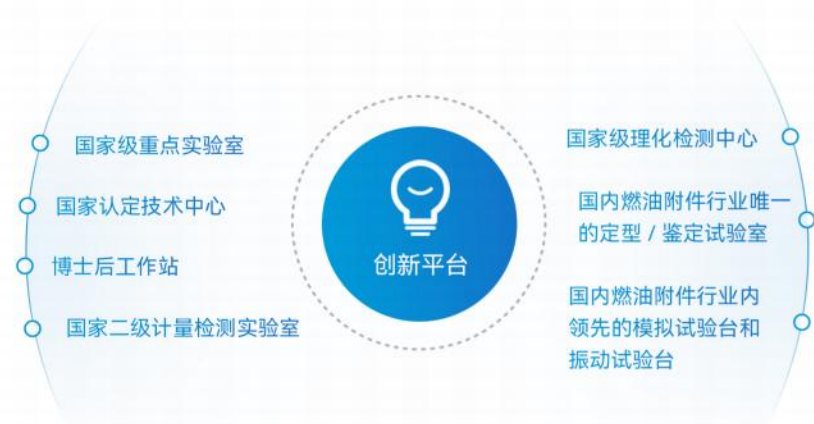 国家级重点实验室
国家认定技术中心
博士后工作站
国家二级计量检测实验室
创新平台
国家级理化检测中心
国内燃油附件行业唯一
的定型 / 鉴定试验室
国内燃油附件行业内
领先的模拟试验台和
振动试验台